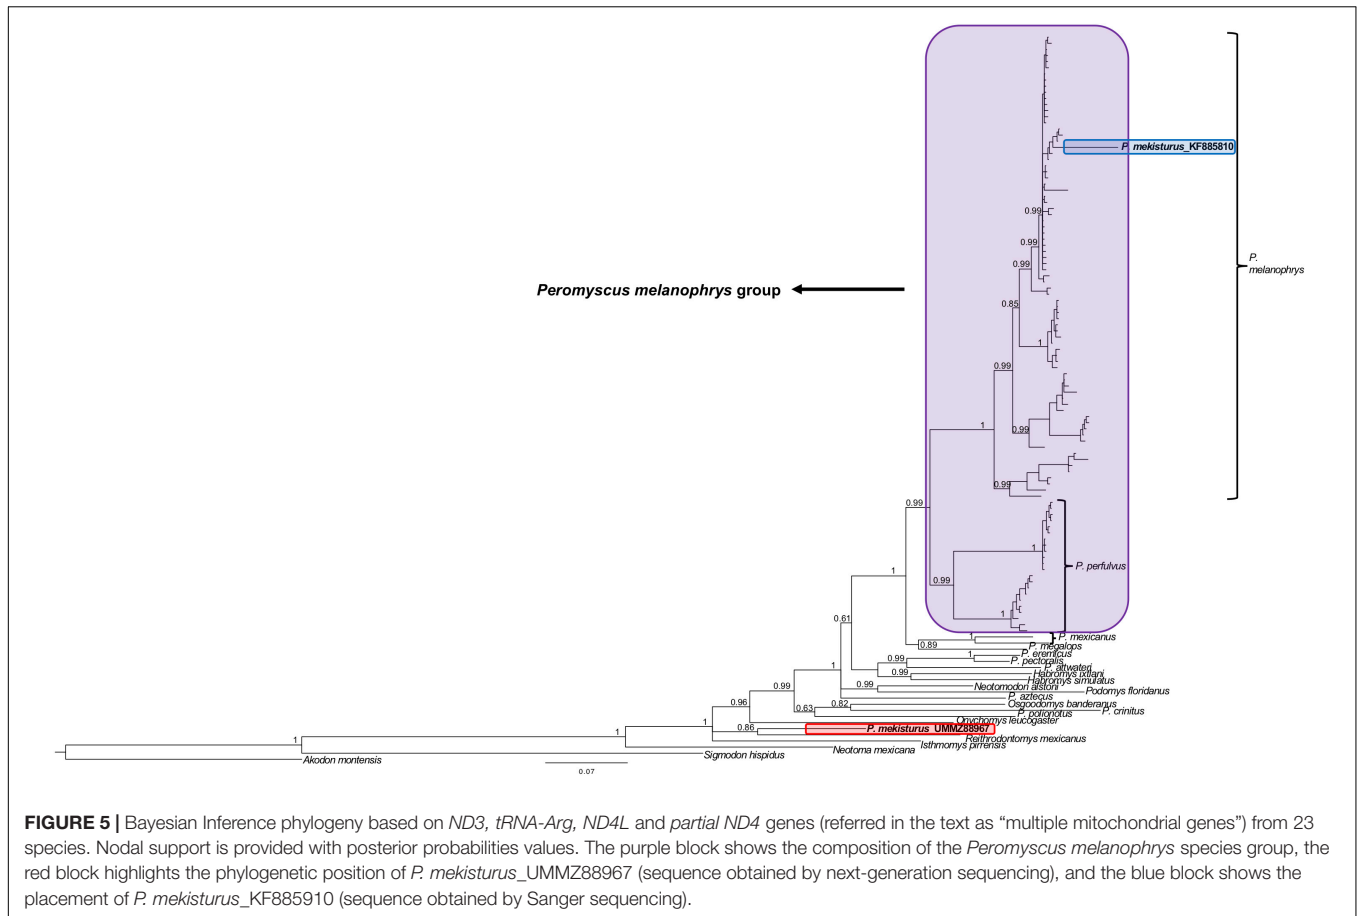 P. mekisturus_KF885810
0.99
0.99
0.99
P. melanophrys
Peromyscus melanophrys group
0.85
1
0.99
0.99
1
0.99
0.99
1
P. perfulvus
1
0.99
1
0.61
1
P. mexicanus
0.89
P. megalops
P. eremicus
1
0.99
P. pectoralis
P. attwateri
0.99
Habromys ixtlani
Habromys simulatus
1
0.99
Neotomodon alstoni
Podomys floridanus
0.99
P. aztecus
0.82
Osgoodomys banderanus
0.63
P. crinitus
P. polionotus
0.96
Onychomys leucogaster
1
0.86
P. mekisturus_UMMZ88967
Reithrodontomys mexicanus
1
Isthmomys pirrensis
1
Neotoma mexicana
Sigmodon hispidus
Akodon montensis
0.07
FIGURE 5 | Bayesian Inference phylogeny based on ND3, tRNA-Arg, ND4L and partial ND4 genes (referred in the text as “multiple mitochondrial genes”) from 23
species. Nodal support is provided with posterior probabilities values. The purple block shows the composition of the Peromyscus melanophrys species group, the
red block highlights the phylogenetic position of P. mekisturus_UMMZ88967 (sequence obtained by next-generation sequencing), and the blue block shows the
placement of P. mekisturus_KF885910 (sequence obtained by Sanger sequencing).